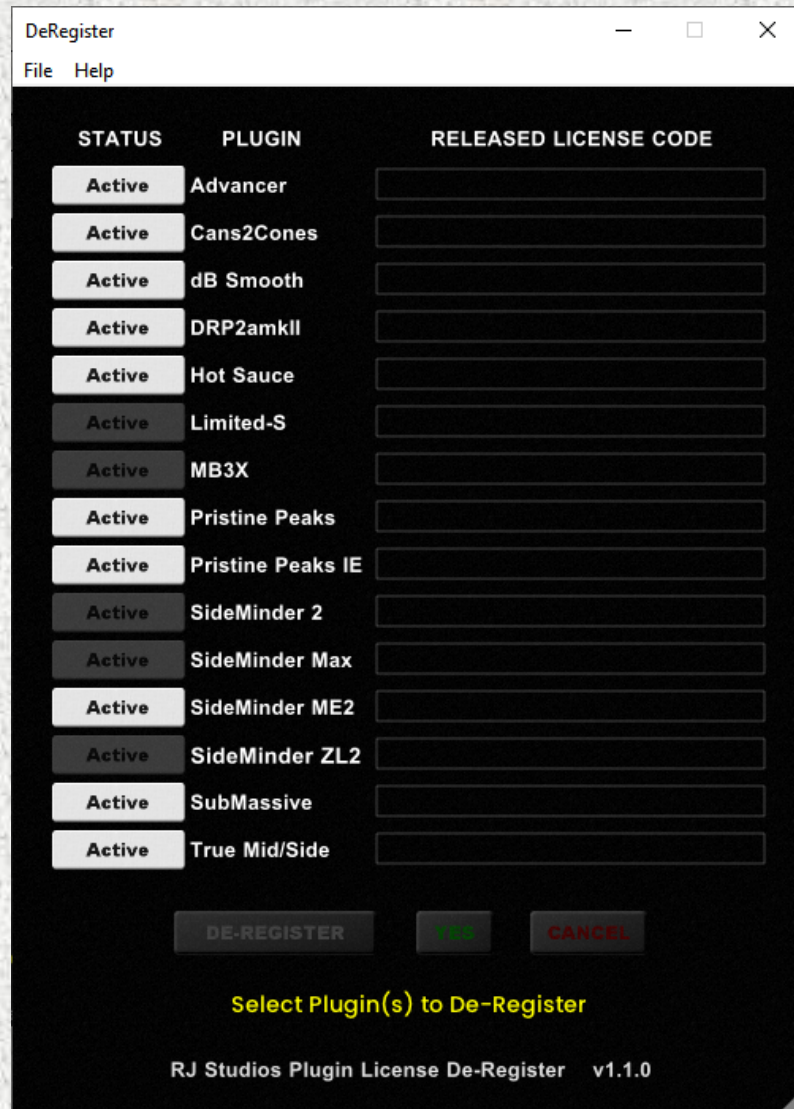 DeRegister
File Help
STATUS PLUGIN RELEASED LICENSE CODE
Active Advancer
Active Cans2Cones
Active dB Smooth
Active DRP2amkII
Active Hot Sauce
Active Limited-S
Active MB3X
Active Pristine Peaks
Active Pristine Peaks IE
Active SideMinder 2
Active SideMinder Max
Active SideMinder ME2
Active SideMinder ZL2
Active SubMassive
Active True Mid/Side
DE-REGISTER YES CANCEL
Select Plugin(s) to De-Register
RJ Studios Plugin License De-Register v1.1.0